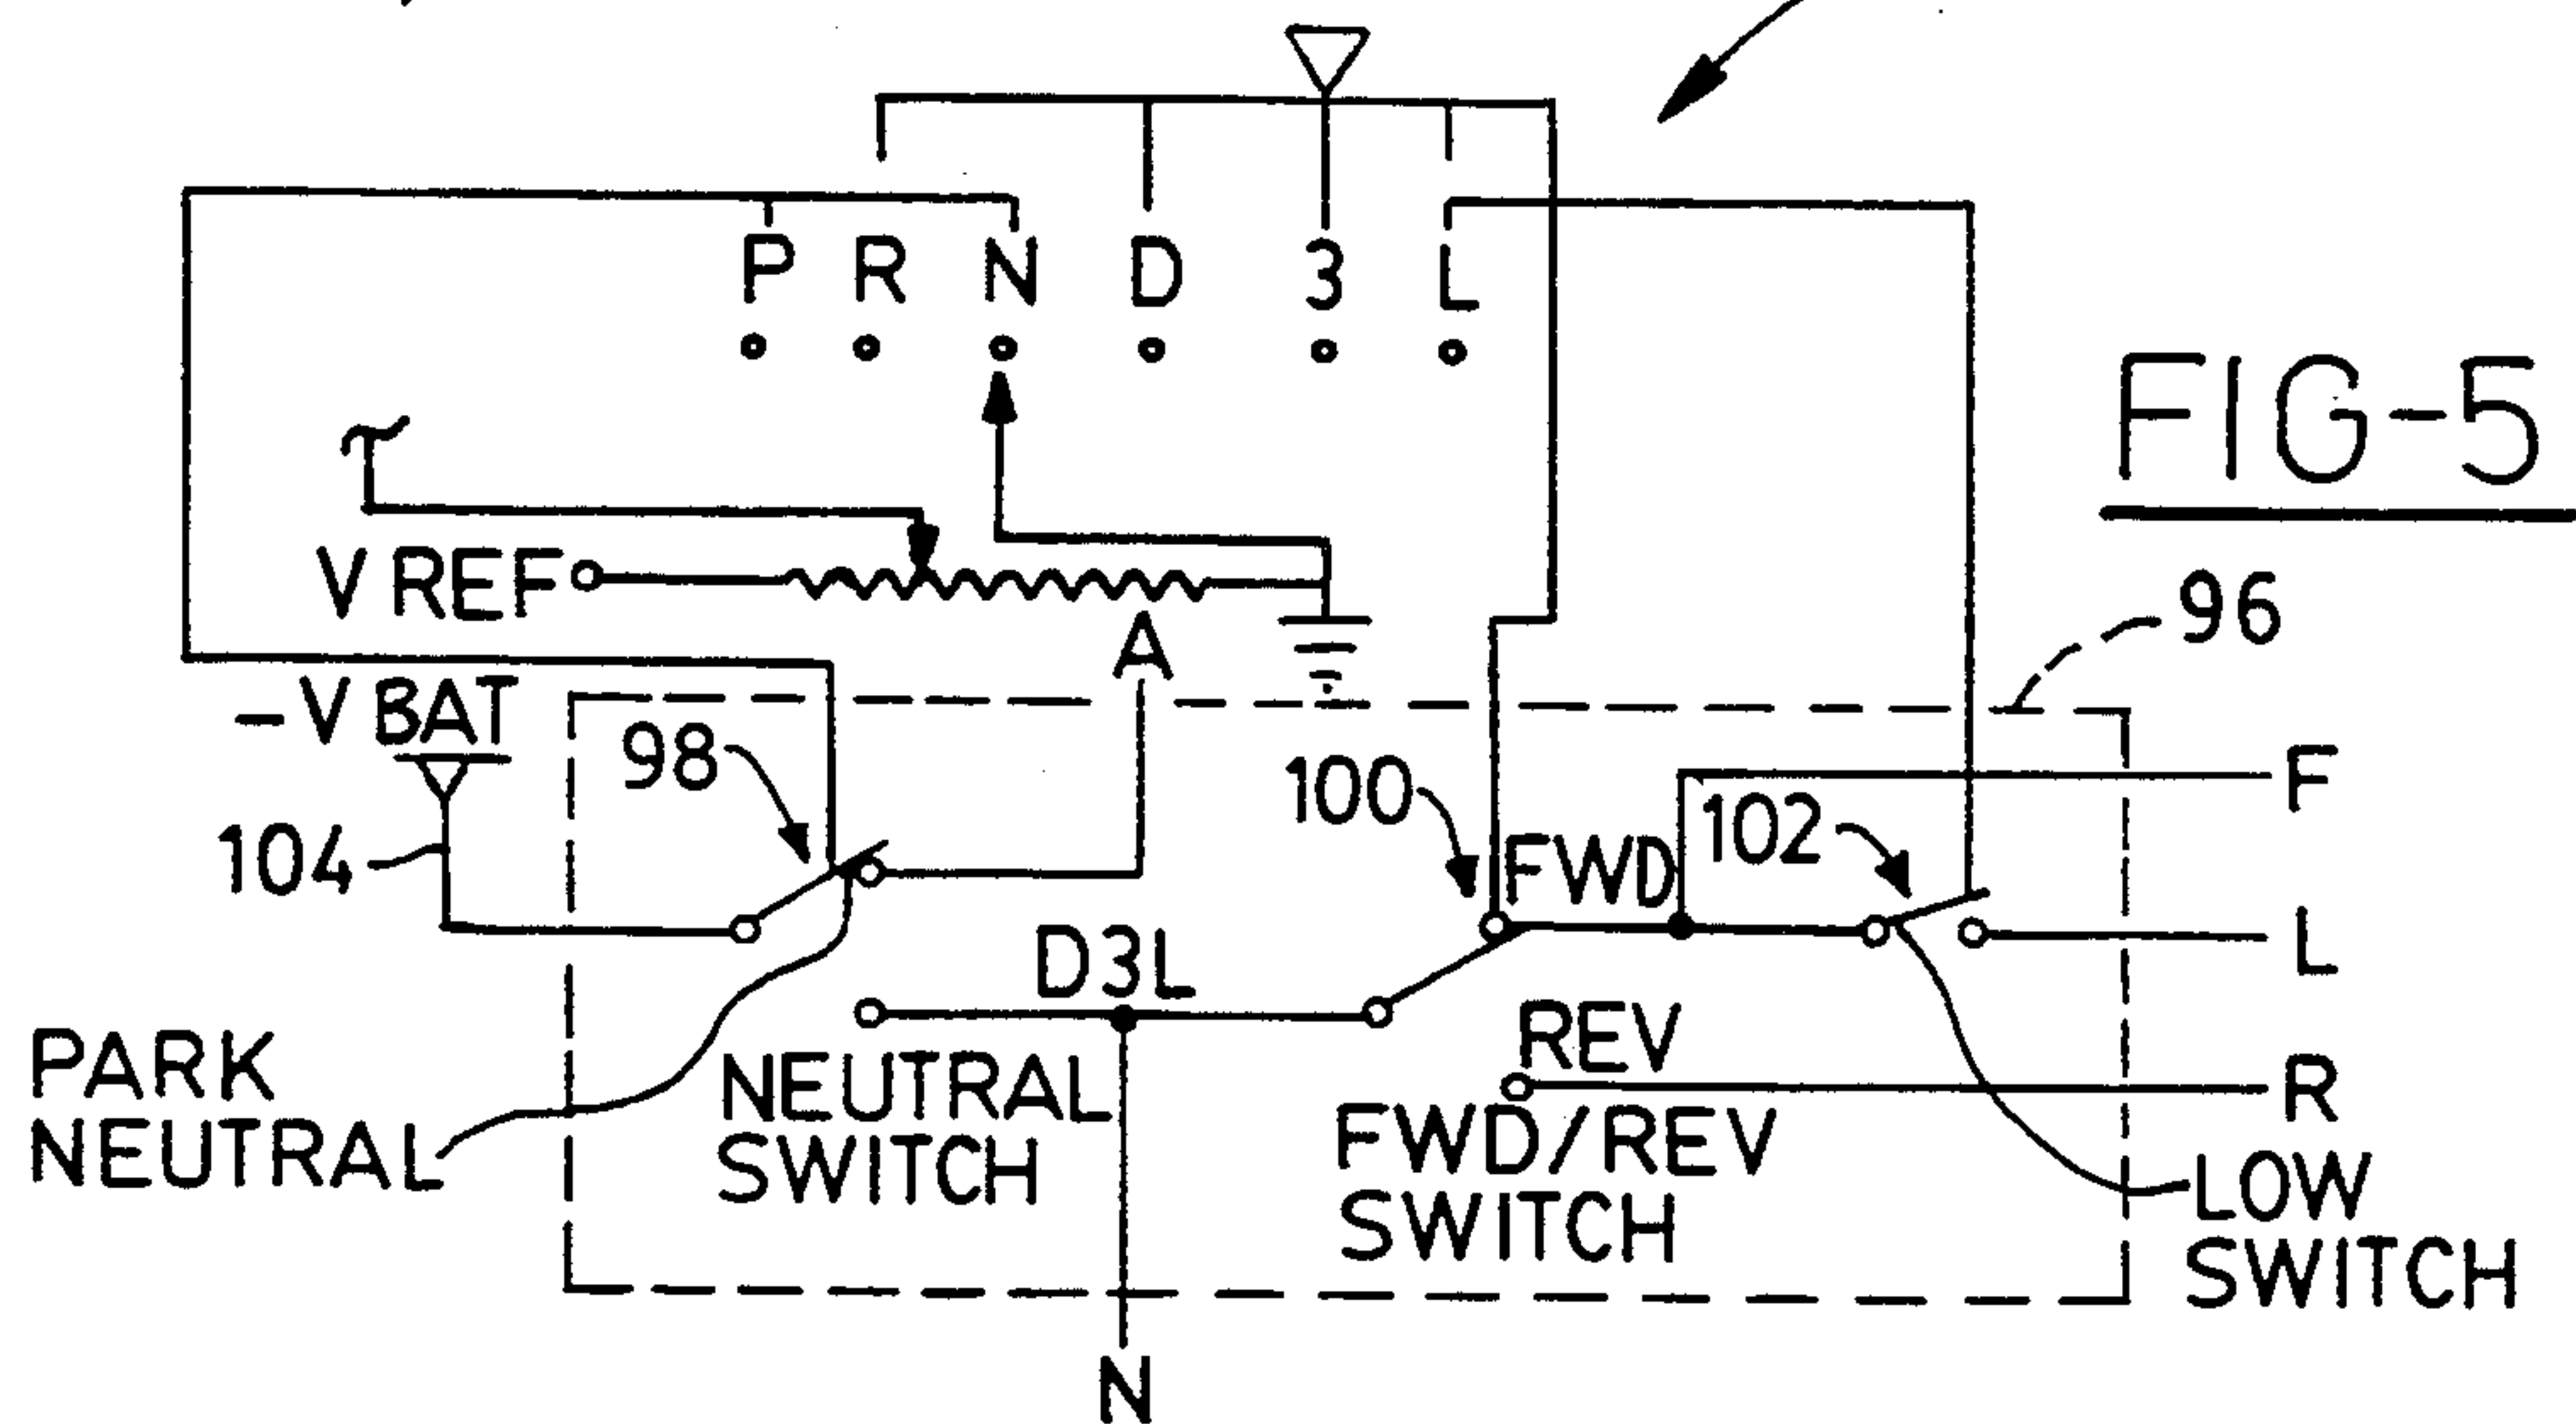 P R N D 3 L
FIG-5
V REF
A
96
-V BAT
98
100
FWD
102
F
104
D3L
L
PARK
NEUTRAL
NEUTRAL
SWITCH
REV
R
FWD/REV
SWITCH
LOW
SWITCH
N